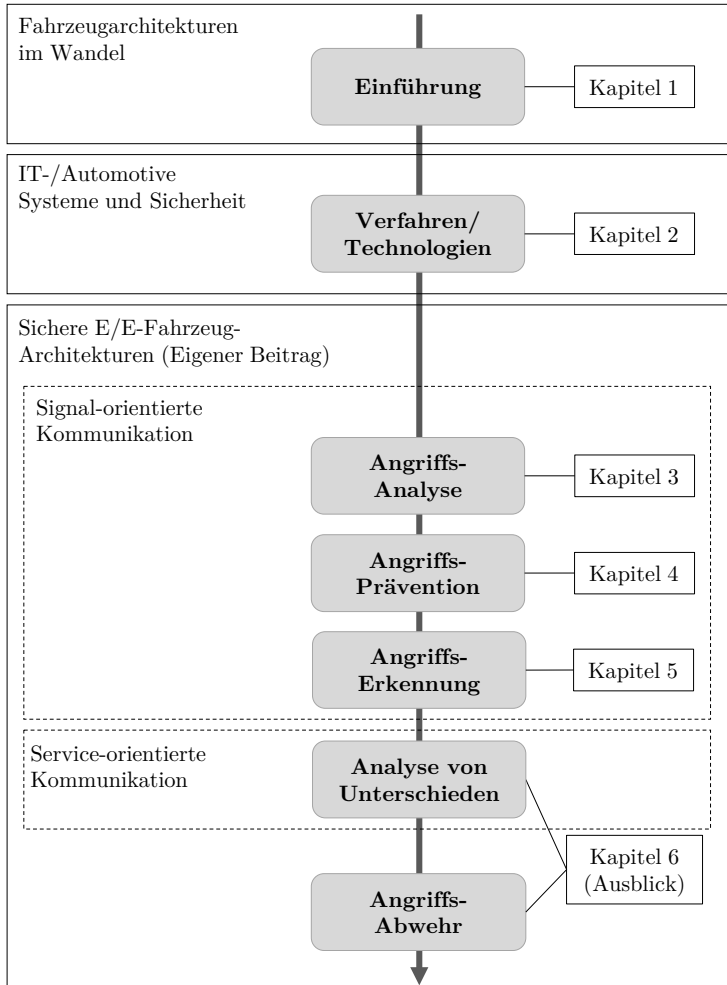 Fahrzeugarchitekturen
im Wandel
Einführung
Kapitel 1
IT-/Automotive
Systeme und Sicherheit
Verfahren/
Technologien
Kapitel 2
Sichere E/E-Fahrzeug-
Architekturen (Eigener Beitrag)
Signal-orientierte
Kommunikation
Angriffs-
Analyse
Kapitel 3
Angriffs-
Prävention
Kapitel 4
Angriffs-
Erkennung
Kapitel 5
Service-orientierte
Kommunikation
Analyse von
Unterschieden
Kapitel 6
(Ausblick)
Angriffs-
Abwehr